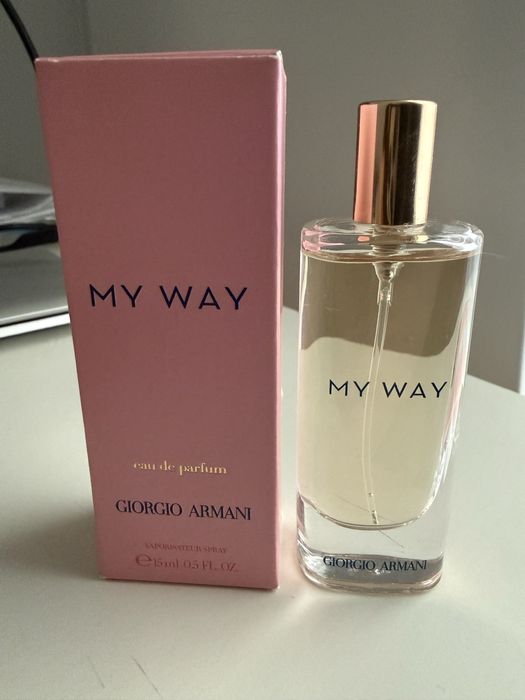 MY WAY
eau de parfum
GIORGIO ARMANI
VAPORISATEUR SPRAY
℮15 ml 0.5 FL. OZ.
MY WAY
GIORGIO ARMANI